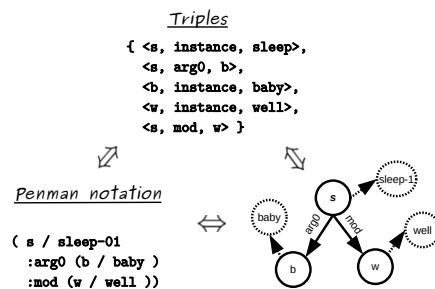 Triples
{ <s, instance, sleep>,
<s, arg0, b>,
<b, instance, baby>,
<w, instance, well>,
<s, mod, w> }
Penman notation
( s / sleep-01
:arg0 (b / baby )
:mod (w / well ))
sleep-1
s
baby
arg0
mod
well
b
w